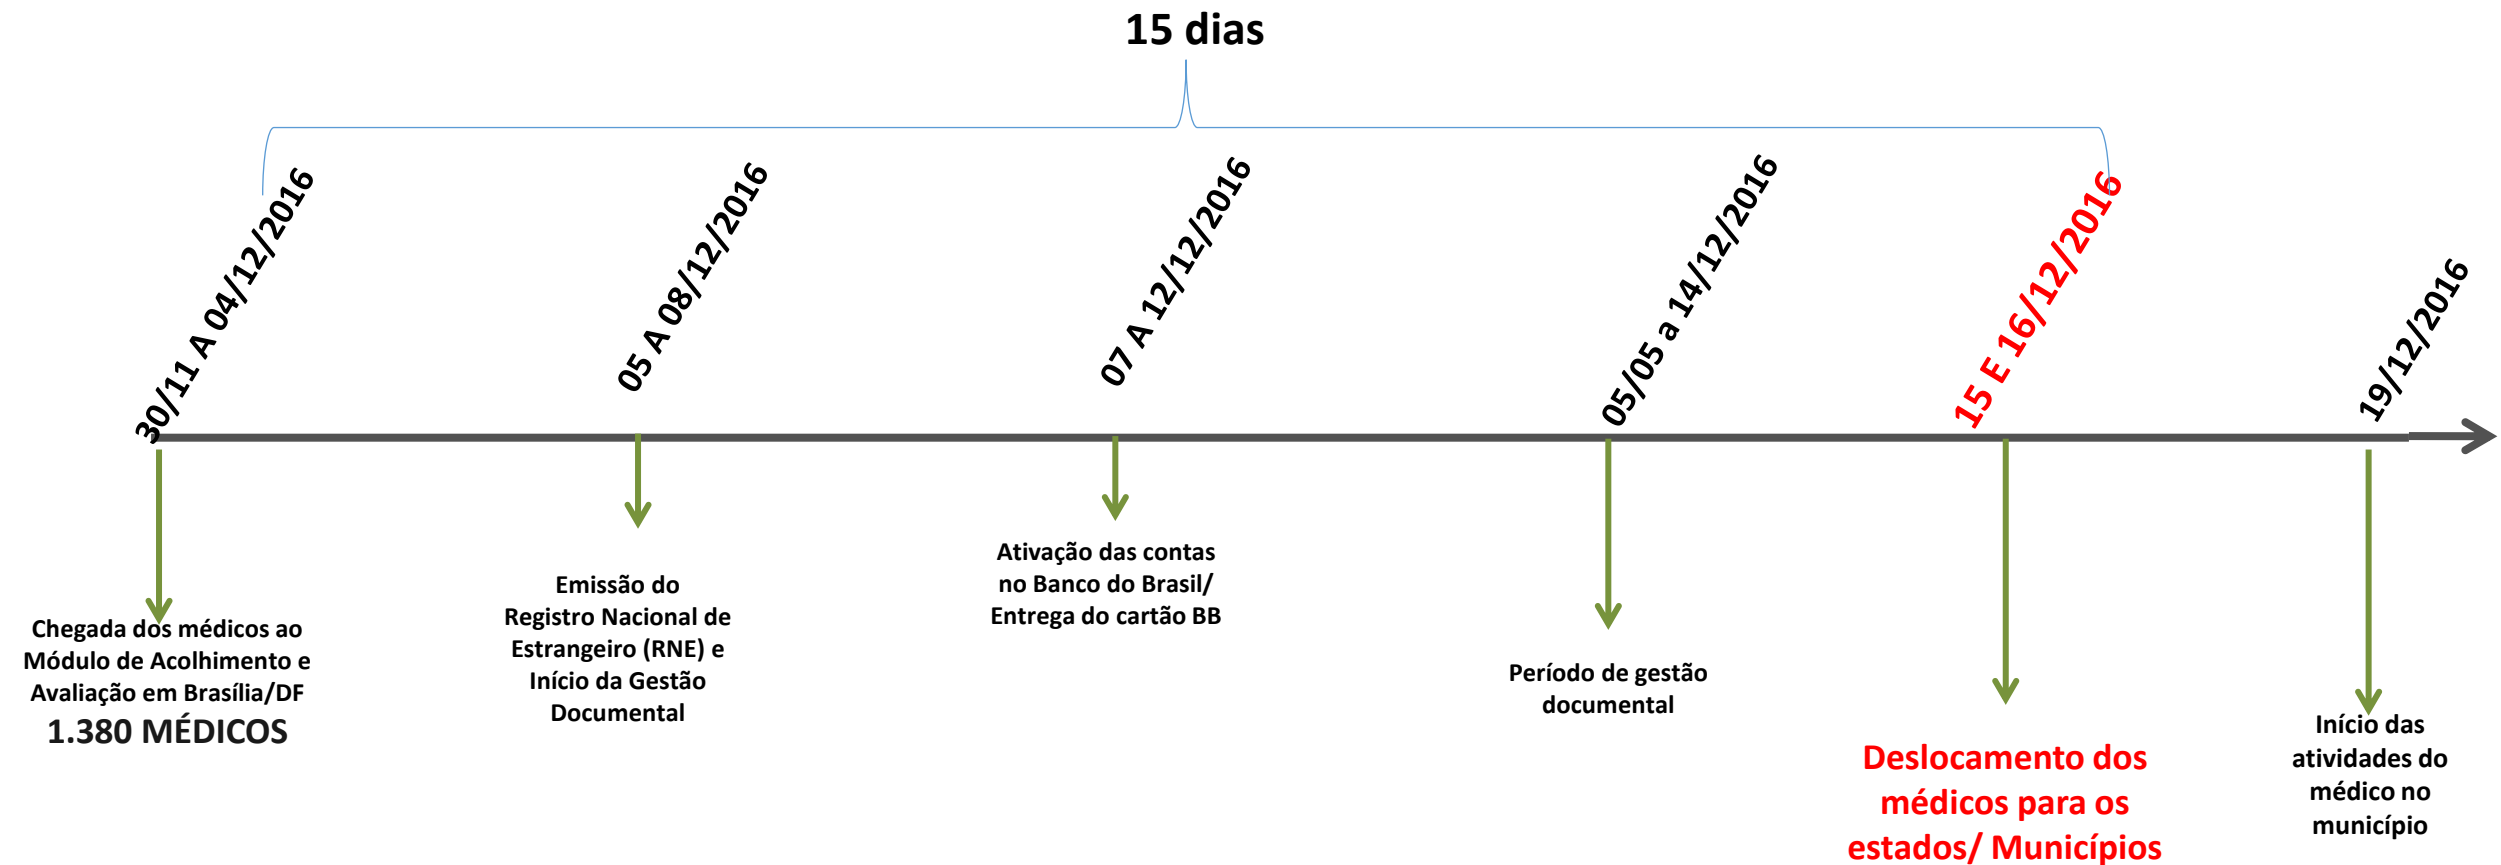 15 dias
30/11 A 04/12/2016
05 A 08/12/2016
07 A 12/12/2016
05/05 a 14/12/2016
15 E 16/12/2016
19/12/2016
Chegada dos médicos ao
Módulo de Acolhimento e
Avaliação em Brasília/DF
1.380 MÉDICOS
Emissão do
Registro Nacional de
Estrangeiro (RNE) e
Início da Gestão
Documental
Ativação das contas
no Banco do Brasil/
Entrega do cartão BB
Período de gestão
documental
Deslocamento dos
médicos para os
estados/ Municípios
Início das
atividades do
médico no
município